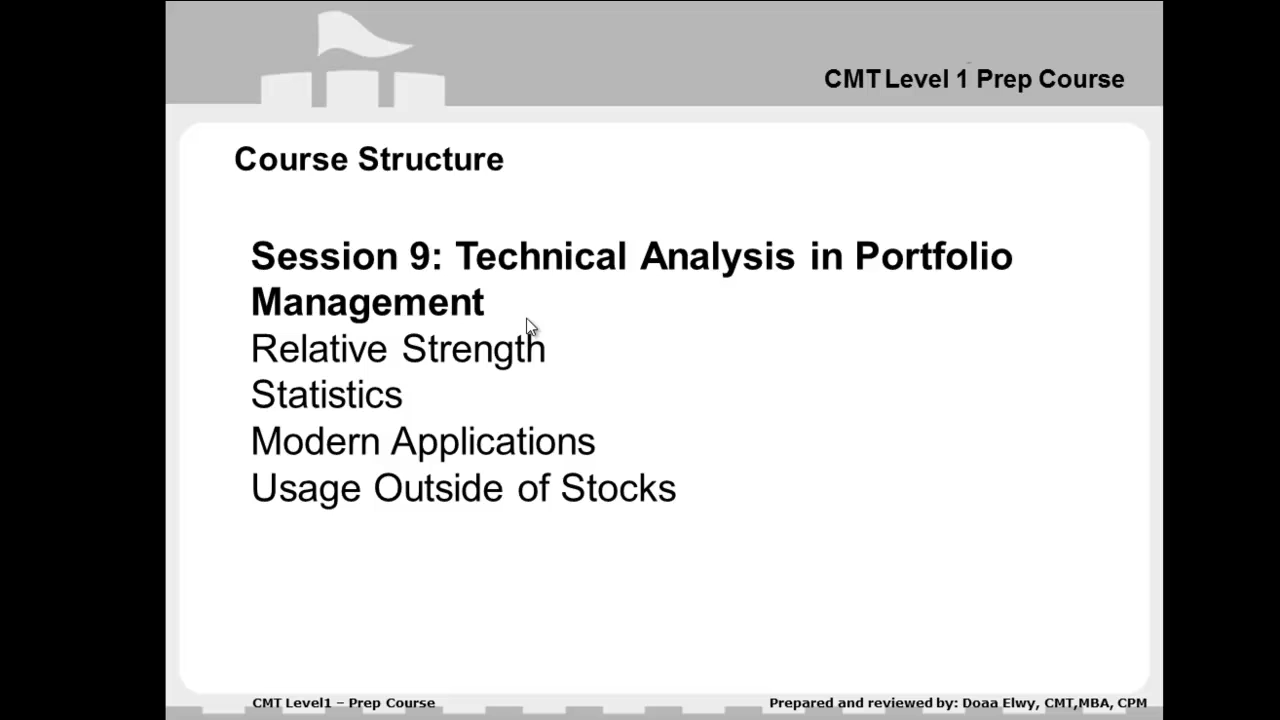 CMT Level 1 Prep Course
Course Structure
Session 9: Technical Analysis in Portfolio
Management
Relative Strength
Statistics
Modern Applications
Usage Outside of Stocks
CMT Level1 – Prep Course
Prepared and reviewed by: Doaa Elwy, CMT,MBA, CPM